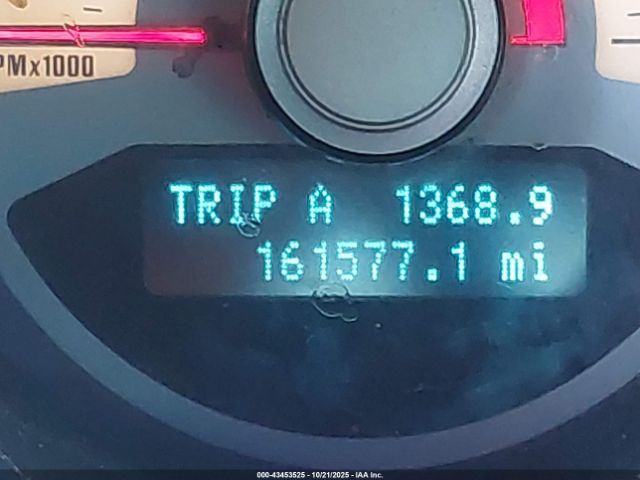 PMx1000
TRIP A 1368.9
161577.1 mi
000-43453525 - 10/21/2025 - IAA Inc.